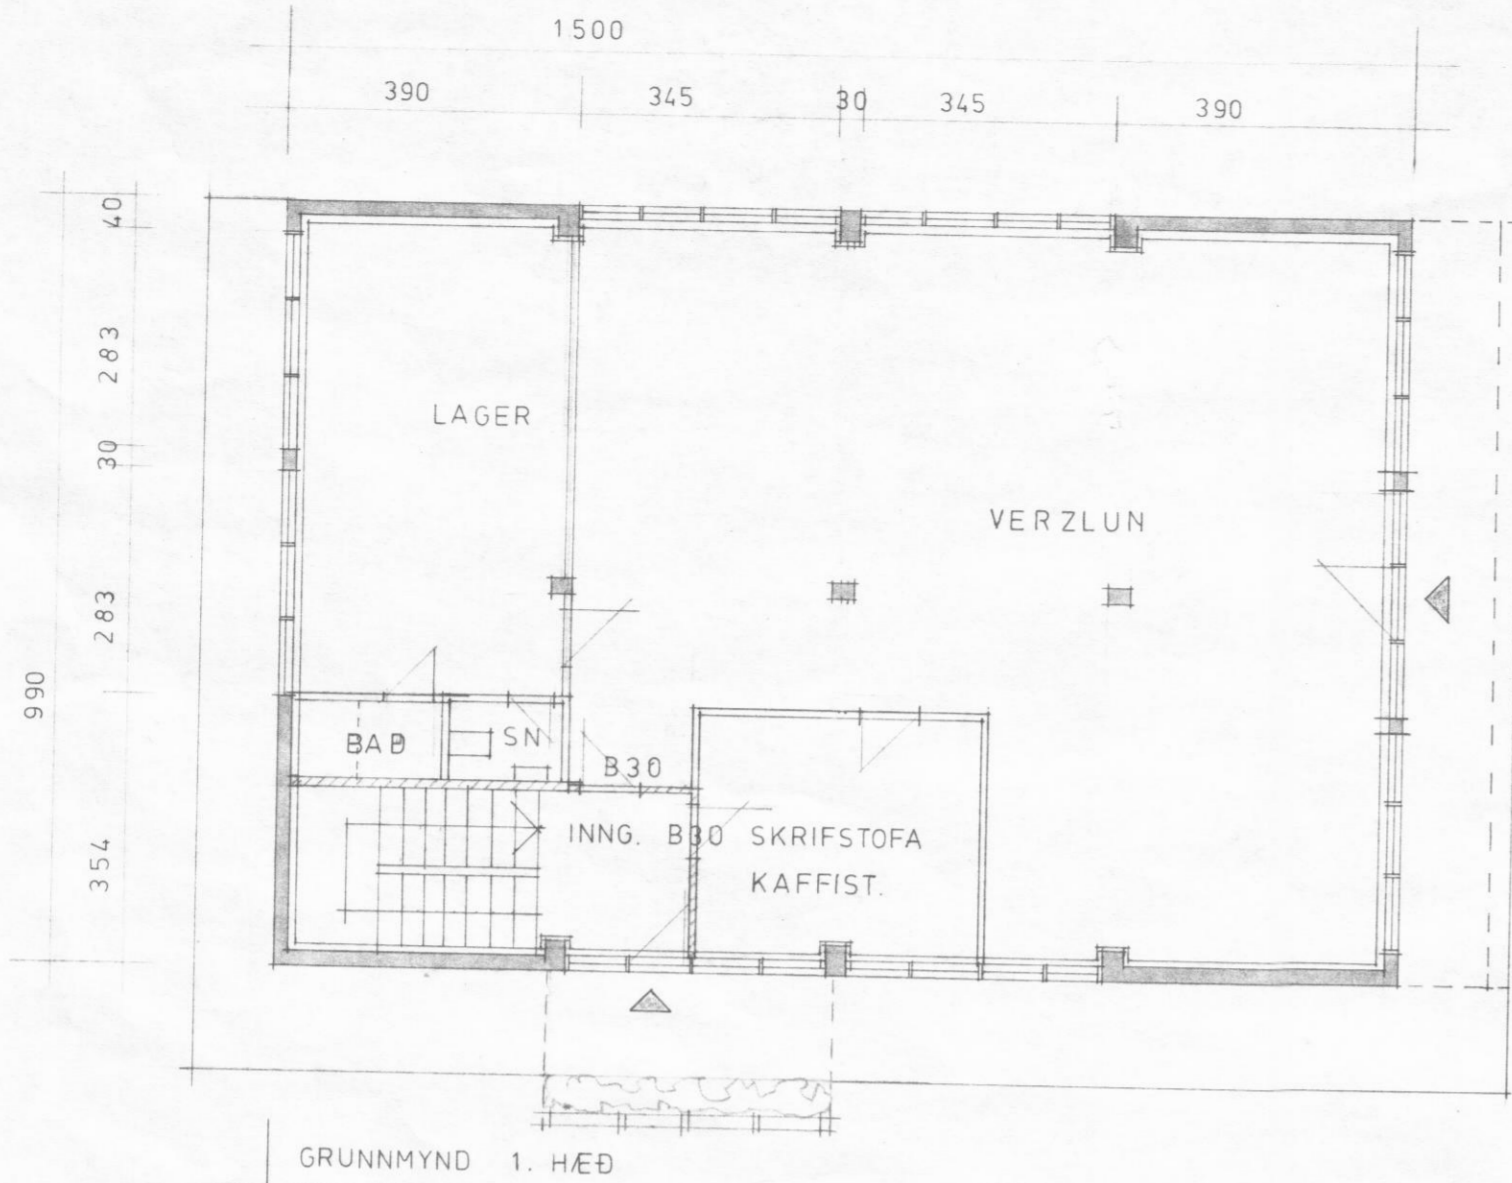 1500
390 345 30 345 390
40
283
30
283
354
990
LAGER
VERZLUN
BAÐ
SN
B30
INNG. B30 SKRIFSTOFA
KAFFIST.
GRUNNMYND 1. HÆÐ